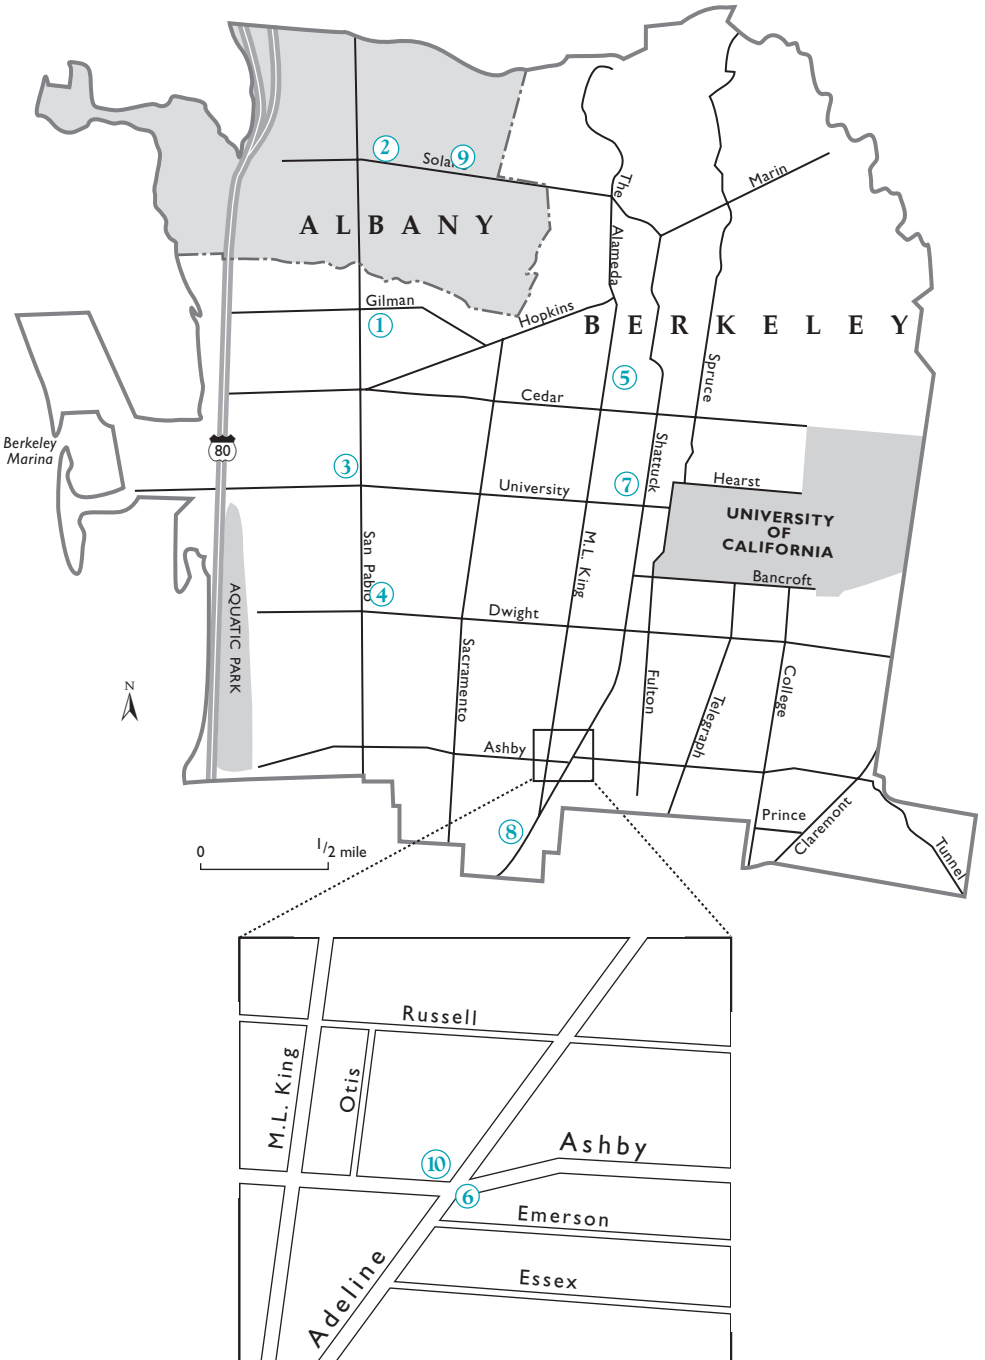 2
Sola
9
The
Marin
ALBANY
Alameda
Gilman
1
Hopkins
BERKELEY
5
Spruce
Cedar
Berkeley
Marina
80
3
Shattuck
7
Hearst
University
UNIVERSITY
OF
CALIFORNIA
San Pablo
M.L. King
Bancroft
4
Dwight
AQUATIC PARK
Sacramento
Fulton
Telegraph
College
N
Ashby
8
Prince
Claremont
Tunnel
0
1/2 mile
Russell
M.L. King
Otis
Ashby
10
6
Emerson
Essex
Adeline